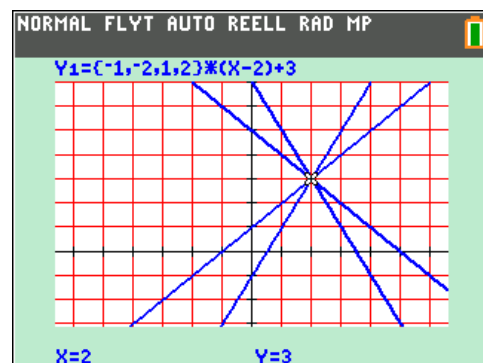 NORMAL FLYT AUTO REELL RAD MP
Y₁={⁻1,⁻2,1,2}*(X-2)+3
X=2 Y=3